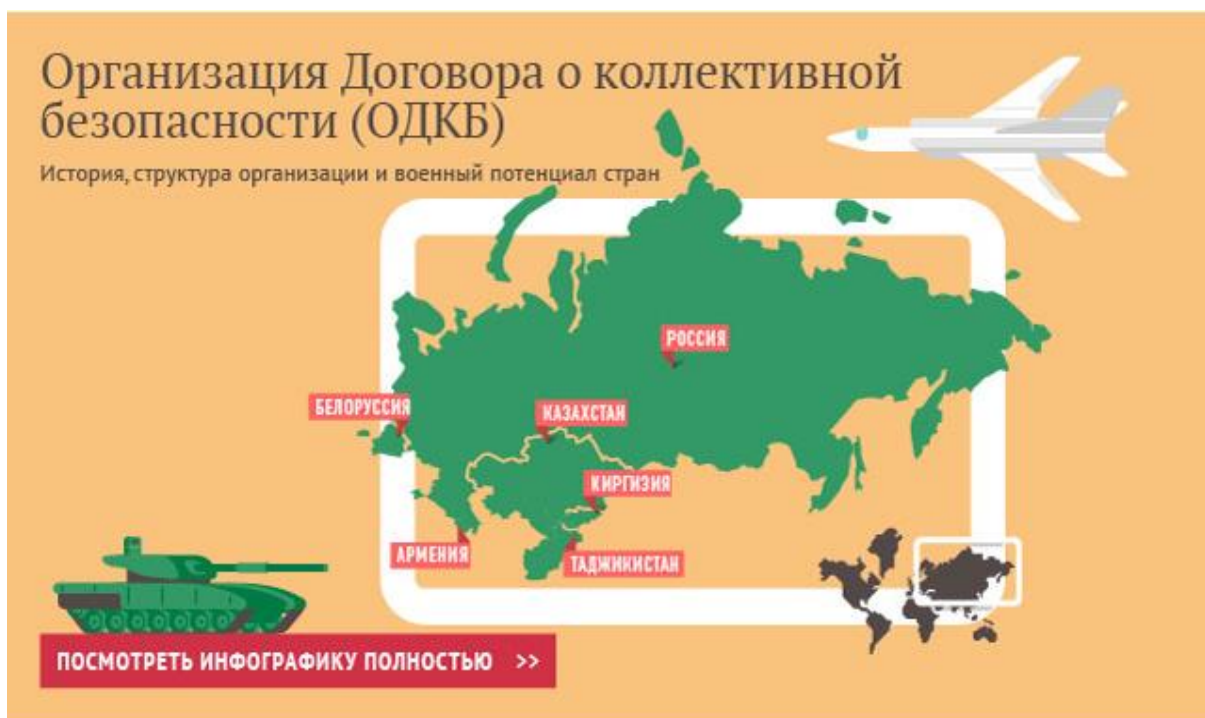 Организация Договора о коллективной
безопасности (ОДКБ)
История, структура организации и военный потенциал стран
РОССИЯ
БЕЛОРУССИЯ
КАЗАХСТАН
КИРГИЗИЯ
АРМЕНИЯ
ТАДЖИКИСТАН
ПОСМОТРЕТЬ ИНФОГРАФИКУ ПОЛНОСТЬЮ >>